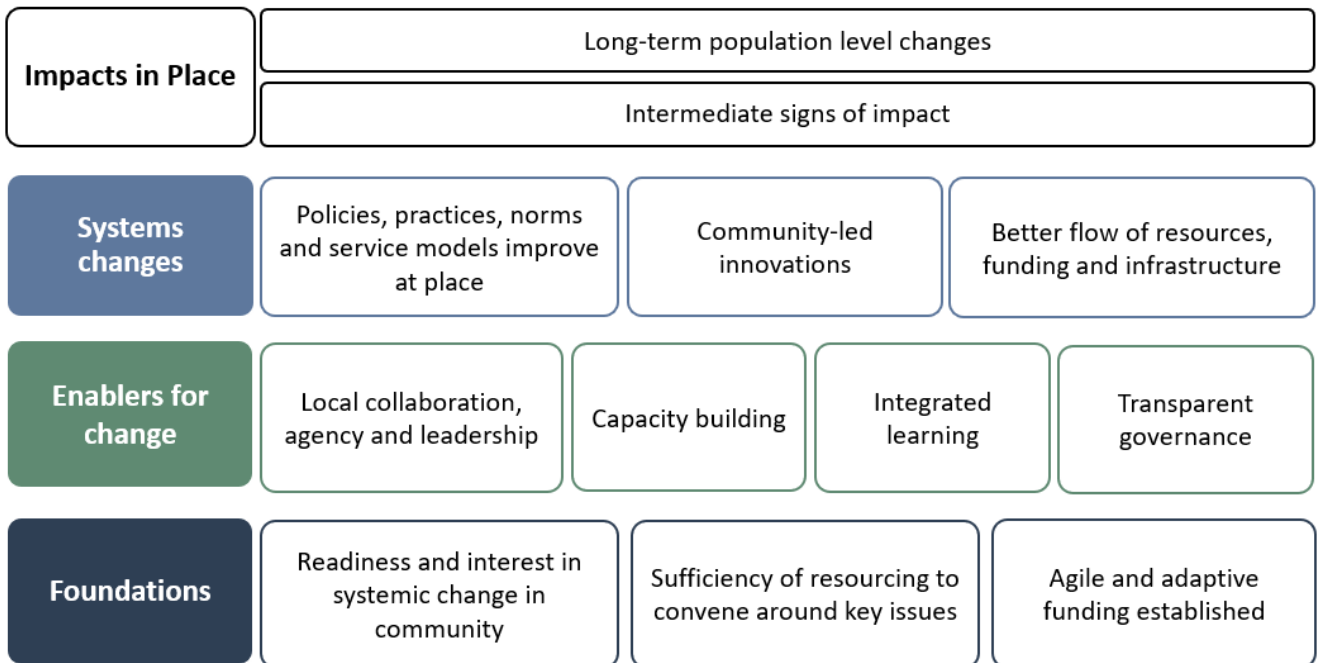 Impacts in Place
Long-term population level changes
Intermediate signs of impact
Systems
changes
Policies, practices, norms
and service models improve
at place
Community-led
innovations
Better flow of resources,
funding and infrastructure
Enablers for
change
Local collaboration,
agency and leadership
Capacity building
Integrated
learning
Transparent
governance
Foundations
Readiness and interest in
systemic change in
community
Sufficiency of resourcing to
convene around key issues
Agile and adaptive
funding established